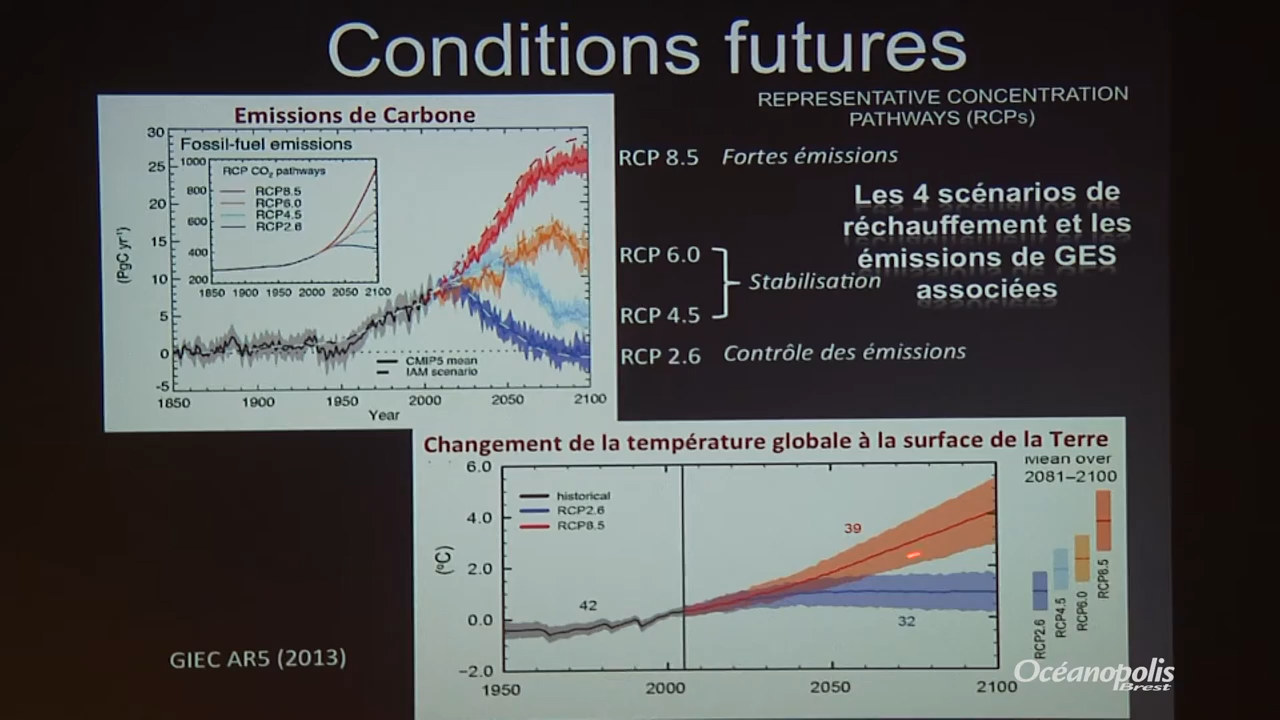 Conditions futures
REPRESENTATIVE CONCENTRATION
PATHWAYS (RCPs)
Emissions de Carbone
Fossil-fuel emissions
RCP CO₂ pathways
RCP8.5
RCP6.0
RCP4.5
RCP2.6
1000
800
600
400
200
1850 1900 1950 2000 2050 2100
30
25
20
15
10
5
0
-5
(PgC yr⁻¹)
CMIP5 mean
IAM scenario
1850 1900 1950 2000 2050 2100
Year
RCP 8.5 Fortes émissions
Les 4 scénarios de
réchauffement et les
émissions de GES
associées
RCP 6.0
Stabilisation
RCP 4.5
RCP 2.6 Contrôle des émissions
Changement de la température globale à la surface de la Terre
6.0
4.0
2.0
0.0
−2.0
(°C)
historical
RCP2.6
RCP8.5
42
39
32
1950 2000 2050 2100
Mean over
2081–2100
RCP2.6
RCP4.5
RCP6.0
RCP8.5
GIEC AR5 (2013)
Océanopolis
Brest